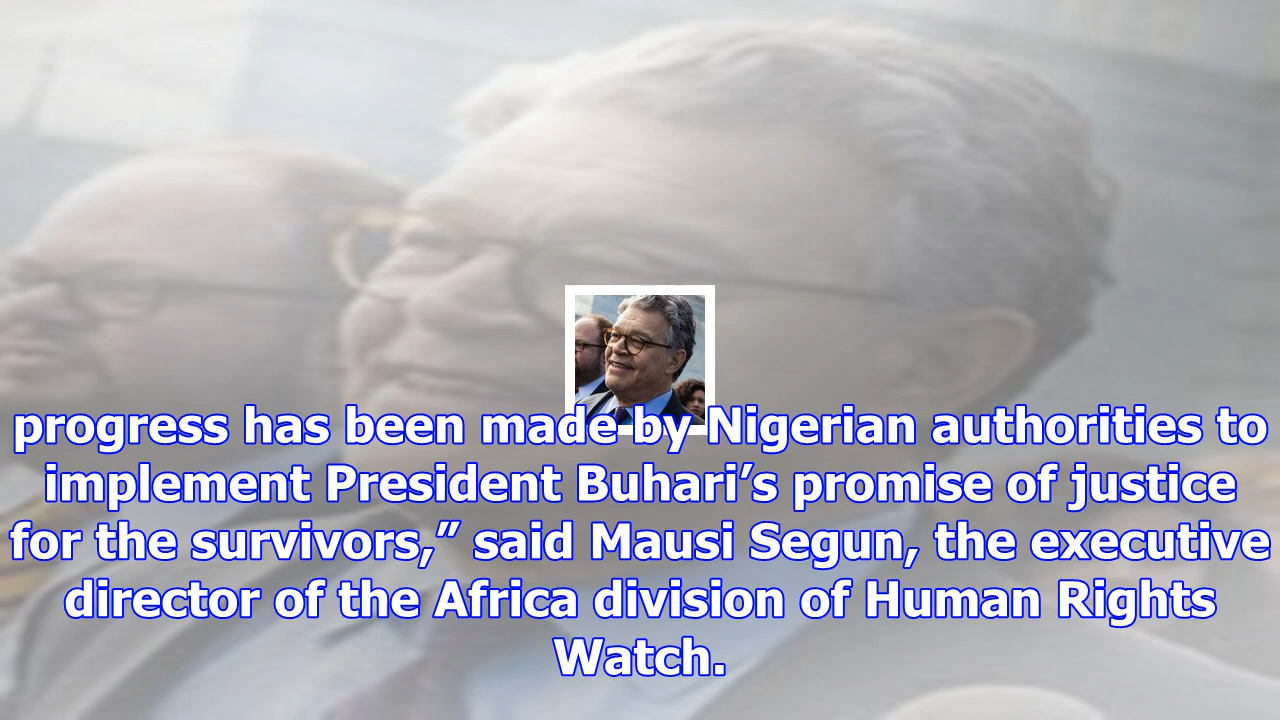 progress has been made by Nigerian authorities to
implement President Buhari’s promise of justice
for the survivors,” said Mausi Segun, the executive
director of the Africa division of Human Rights
Watch.